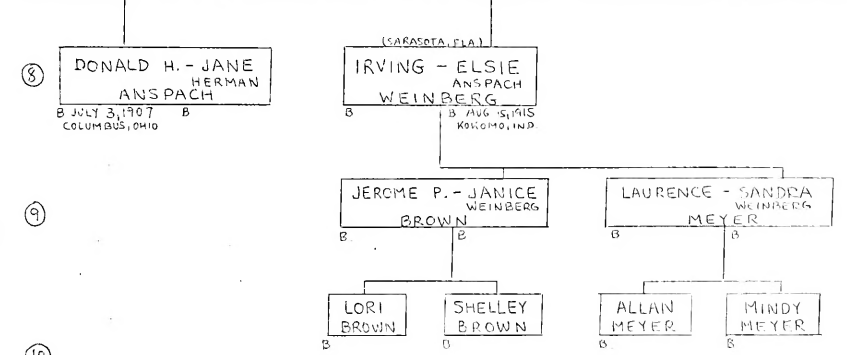 (SARASOTA, FLA)
⑧
DONALD H. - JANE
HERMAN
ANSPACH
B JULY 3, 1907 B
COLUMBUS, OHIO
IRVING - ELSIE
ANSPACH
WEINBERG
B B AUG 5, 1915
KOKOMO, IND.
⑨
JEROME P. - JANICE
WEINBERG
BROWN
B B
LAURENCE - SANDRA
WEINBERG
MEYER
B B
LORI
BROWN
B
SHELLEY
BROWN
B
ALLAN
MEYER
B
MINDY
MEYER
B
⑩